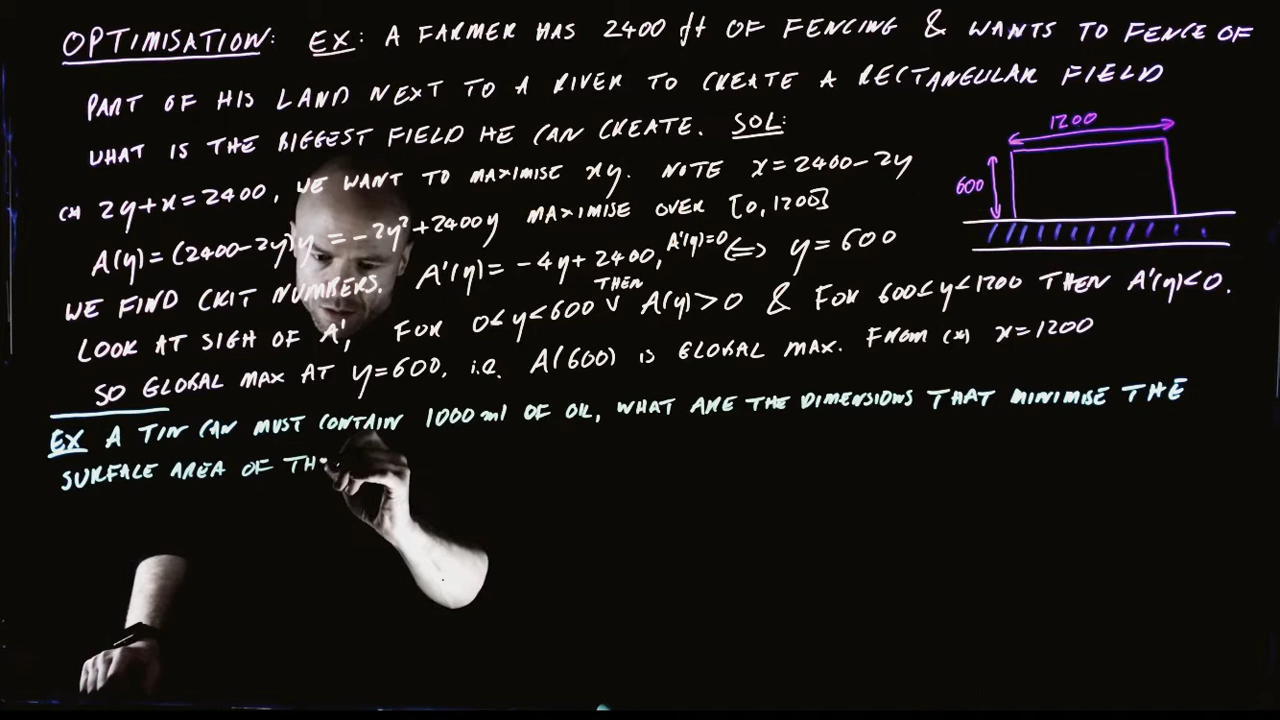 OPTIMISATION: EX: A FARMER HAS 2400 ft OF FENCING & WANTS TO FENCE OF
PART OF HIS LAND NEXT TO A RIVER TO CREATE A RECTANGULAR FIELD
WHAT IS THE BIGGEST FIELD HE CAN CREATE. SOL:
1200
600
(*) 2y+x=2400, WE WANT TO MAXIMISE xy. NOTE x=2400-2y
A(y)=(2400-2y)y=-2y²+2400y MAXIMISE OVER [0,1200]
WE FIND CRIT NUMBERS. A'(y)=-4y+2400, A'(y)=0 ⟺ y=600
LOOK AT SIGN OF A', FOR 0<y<600 THEN A(y)>0 & FOR 600<y<1200 THEN A'(y)<0.
SO GLOBAL MAX AT y=600, i.e. A(600) IS GLOBAL MAX. FROM (*) x=1200
EX A TIN CAN MUST CONTAIN 1000 ml OF OIL, WHAT ARE THE DIMENSIONS THAT MINIMISE THE
SURFACE AREA OF TH